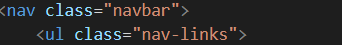 <nav class="navbar">
<ul class="nav-links">